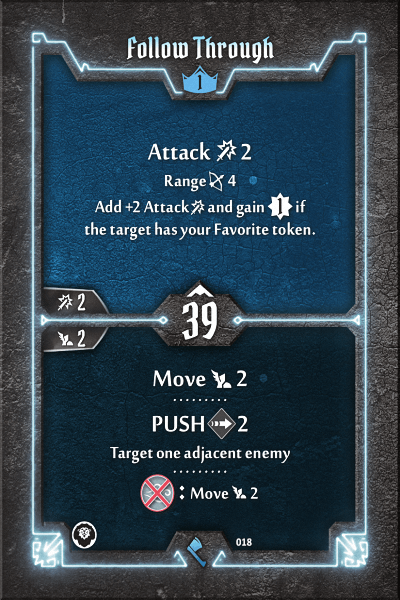 Follow Through
1
Attack 2
Range 4
Add +2 Attack and gain 1 if
the target has your Favorite token.
2
39
2
Move 2
PUSH 2
Target one adjacent enemy
: Move 2
018